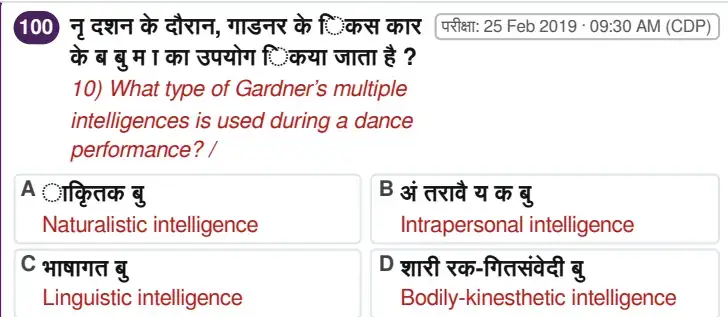 100 नृ दशन के दौरान, गाडनर के िकस कार
परीक्षा: 25 Feb 2019 · 09:30 AM (CDP)
के ब बु म ा का उपयोग िकया जाता है ?
10) What type of Gardner's multiple
intelligences is used during a dance
performance? /
A ाकृितक बु
Naturalistic intelligence
B अं तरावै य क बु
Intrapersonal intelligence
C भाषागत बु
Linguistic intelligence
D शारी रक-गितसंवेदी बु
Bodily-kinesthetic intelligence